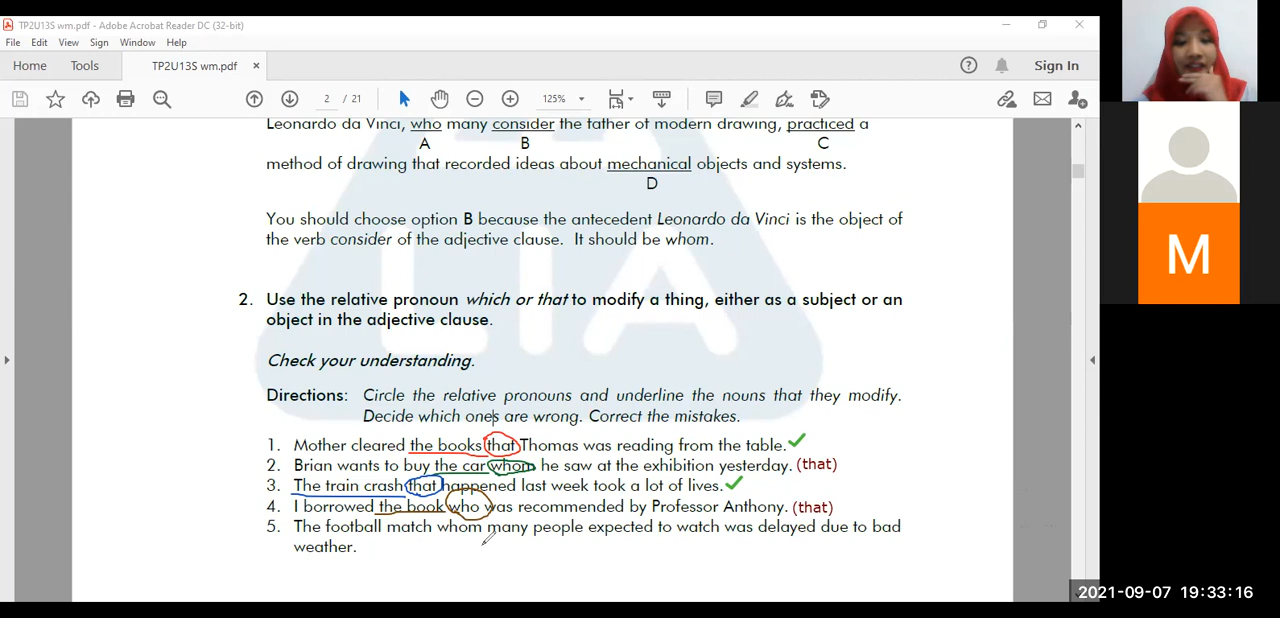 TP2U13S wm.pdf - Adobe Acrobat Reader DC (32-bit)
File Edit View Sign Window Help
Home Tools TP2U13S wm.pdf × Sign In
2 / 21 125%
Leonardo da Vinci, who many consider the father of modern drawing, practiced a
A B C
method of drawing that recorded ideas about mechanical objects and systems.
D
You should choose option B because the antecedent Leonardo da Vinci is the object of
the verb consider of the adjective clause. It should be whom.
2. Use the relative pronoun which or that to modify a thing, either as a subject or an
object in the adjective clause.
Check your understanding.
Directions: Circle the relative pronouns and underline the nouns that they modify.
Decide which ones are wrong. Correct the mistakes.
1. Mother cleared the books that Thomas was reading from the table.
2. Brian wants to buy the car whom he saw at the exhibition yesterday. (that)
3. The train crash that happened last week took a lot of lives.
4. I borrowed the book who was recommended by Professor Anthony. (that)
5. The football match whom many people expected to watch was delayed due to bad
weather.
LIA
M
2021-09-07 19:33:16